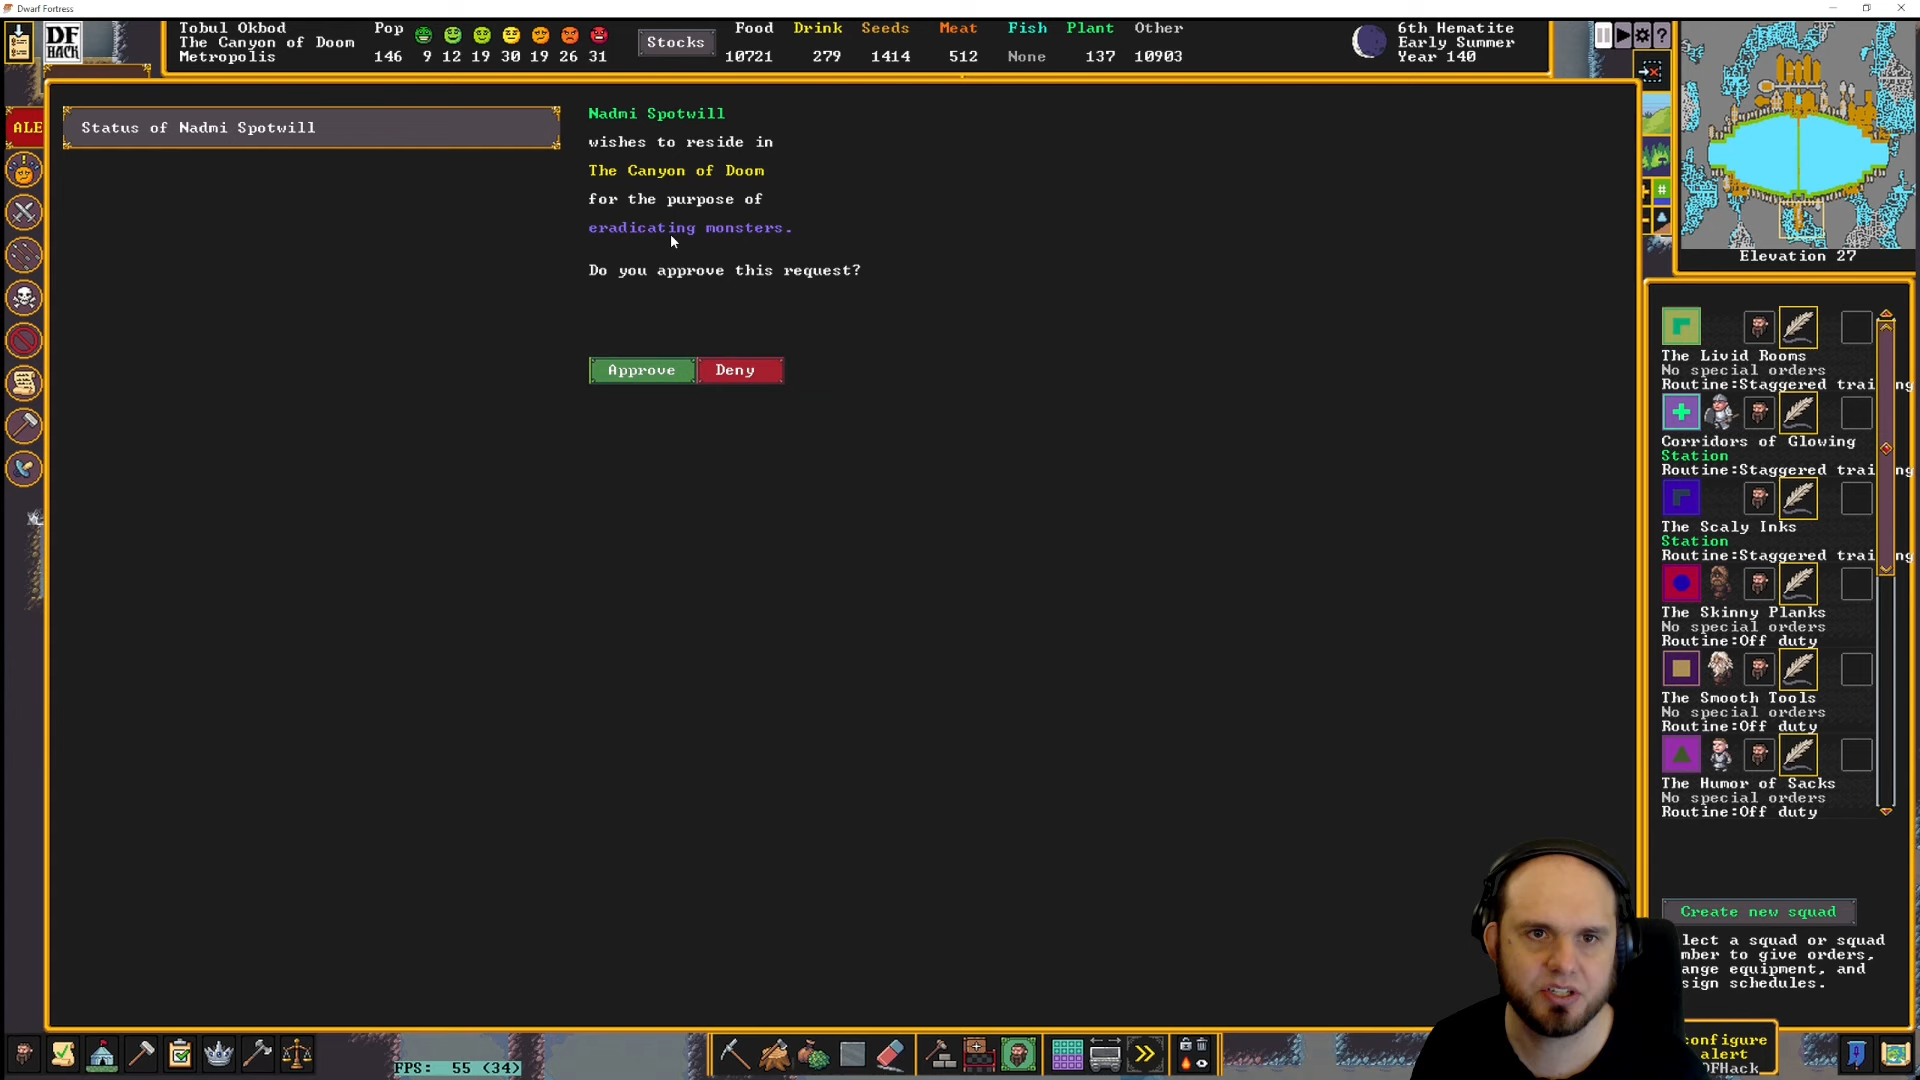 Dwarf Fortress
DF
HACK
Tobul Okbod
The Canyon of Doom
Metropolis
Pop
146 9 12 19 30 19 26 31
Stocks
Food Drink Seeds Meat Fish Plant Other
10721 279 1414 512 None 137 10903
6th Hematite
Early Summer
Year 140
?
Elevation 27
ALE
Status of Nadmi Spotwill
Nadmi Spotwill
wishes to reside in
The Canyon of Doom
for the purpose of
eradicating monsters.
Do you approve this request?
Approve Deny
The Livid Rooms
No special orders
Routine:Staggered trai ng
Corridors of Glowing
Station
Routine:Staggered trai ng
The Scaly Inks
Station
Routine:Staggered trai ng
The Skinny Planks
No special orders
Routine:Off duty
The Smooth Tools
No special orders
Routine:Off duty
The Humor of Sacks
No special orders
Routine:Off duty
Create new squad
lect a squad or squad
mber to give orders,
ange equipment, and
sign schedules.
configure
alert
DFHack
FPS: 55 (34)